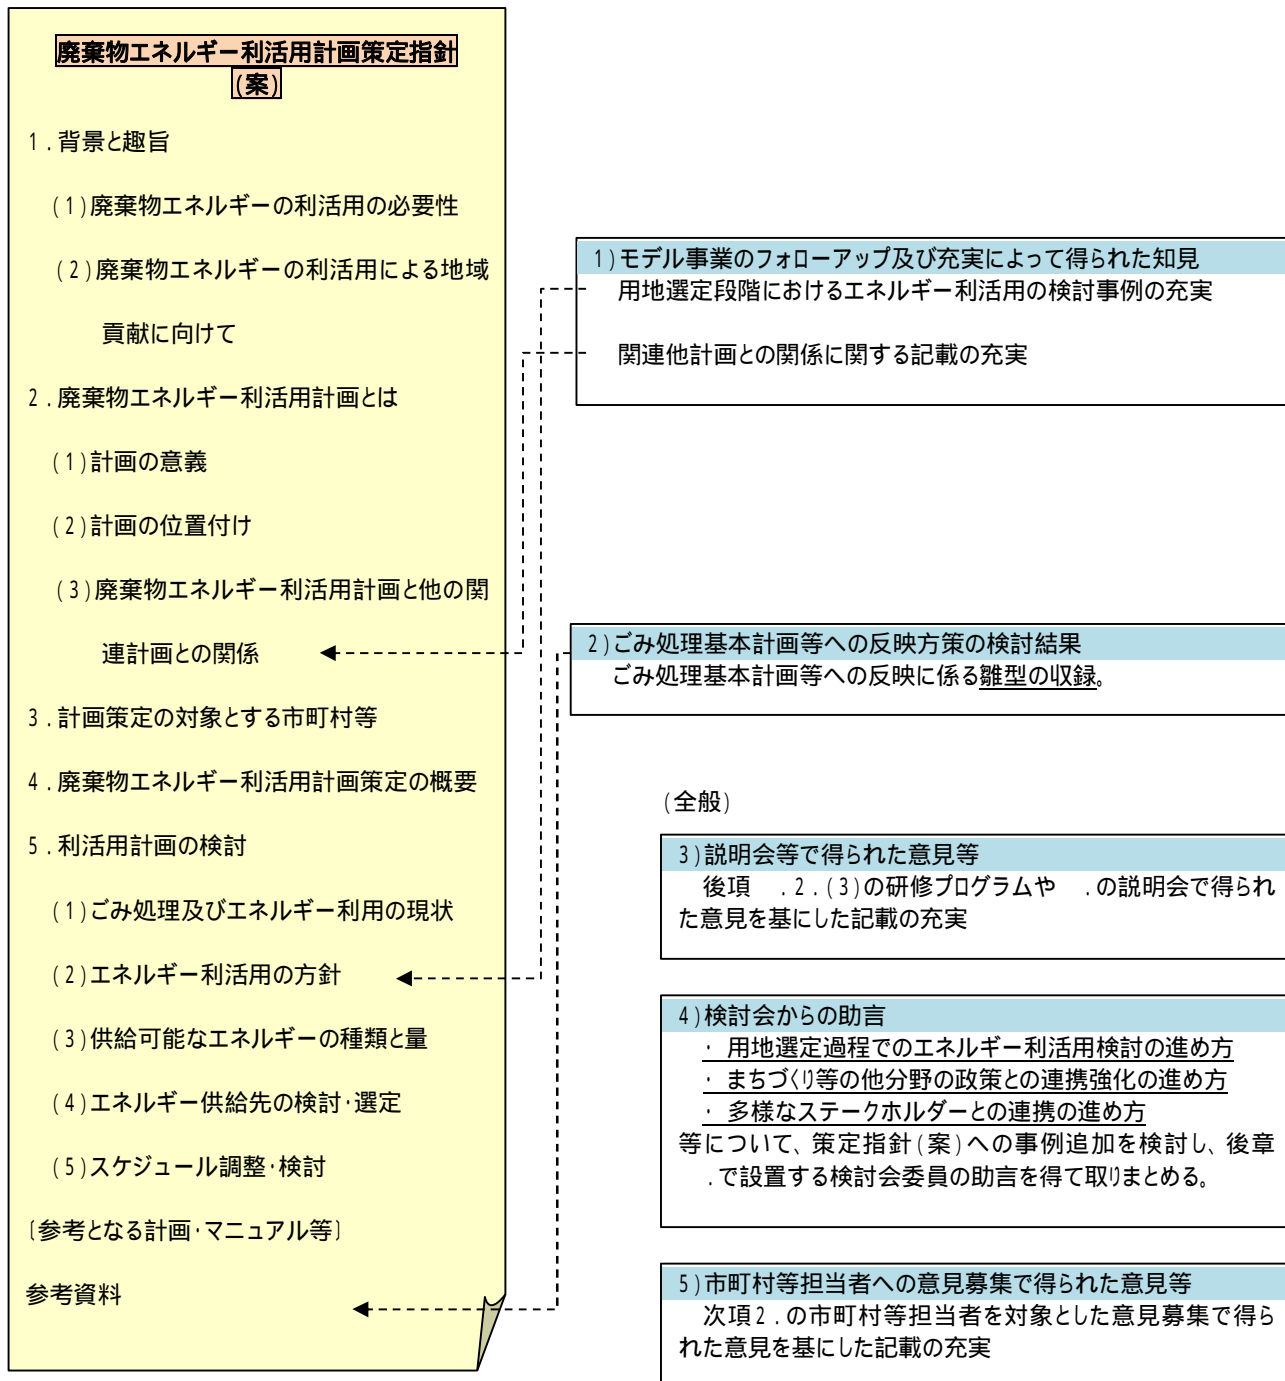 廃棄物エネルギー利活用計画策定指針
(案)
1.背景と趣旨
(1)廃棄物エネルギーの利活用の必要性
(2)廃棄物エネルギーの利活用による地域
貢献に向けて
2.廃棄物エネルギー利活用計画とは
(1)計画の意義
(2)計画の位置付け
(3)廃棄物エネルギー利活用計画と他の関
連計画との関係
3.計画策定の対象とする市町村等
4.廃棄物エネルギー利活用計画策定の概要
5.利活用計画の検討
(1)ごみ処理及びエネルギー利用の現状
(2)エネルギー利活用の方針
(3)供給可能なエネルギーの種類と量
(4)エネルギー供給先の検討・選定
(5)スケジュール調整・検討
〔参考となる計画・マニュアル等〕
参考資料
1)モデル事業のフォローアップ及び充実によって得られた知見
用地選定段階におけるエネルギー利活用の検討事例の充実
関連他計画との関係に関する記載の充実
2)ごみ処理基本計画等への反映方策の検討結果
ごみ処理基本計画等への反映に係る雛型の収録。
(全般)
3)説明会等で得られた意見等
後項 .2.(3)の研修プログラムや .の説明会で得られ
た意見を基にした記載の充実
4)検討会からの助言
・ 用地選定過程でのエネルギー利活用検討の進め方
・ まちづくり等の他分野の政策との連携強化の進め方
・ 多様なステークホルダーとの連携の進め方
等について、策定指針(案)への事例追加を検討し、後章
.で設置する検討会委員の助言を得て取りまとめる。
5)市町村等担当者への意見募集で得られた意見等
次項2.の市町村等担当者を対象とした意見募集で得ら
れた意見を基にした記載の充実